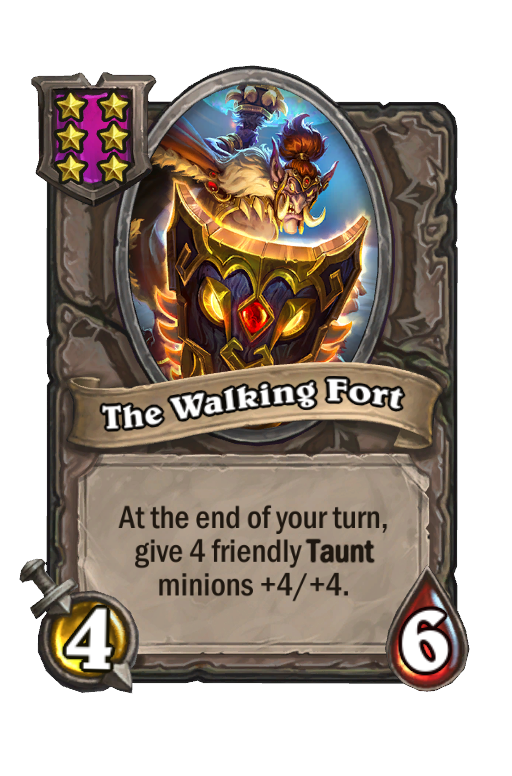 The Walking Fort
At the end of your turn,
give 4 friendly Taunt
minions +4/+4.
4
6